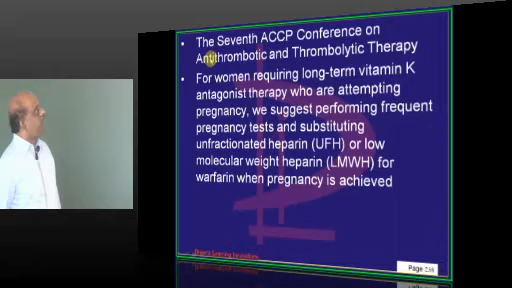 • The Seventh ACCP Conference on
Antithrombotic and Thrombolytic Therapy
• For women requiring long-term vitamin K
antagonist therapy who are attempting
pregnancy, we suggest performing frequent
pregnancy tests and substituting
unfractionated heparin (UFH) or low
molecular weight heparin (LMWH) for
warfarin when pregnancy is achieved
Page